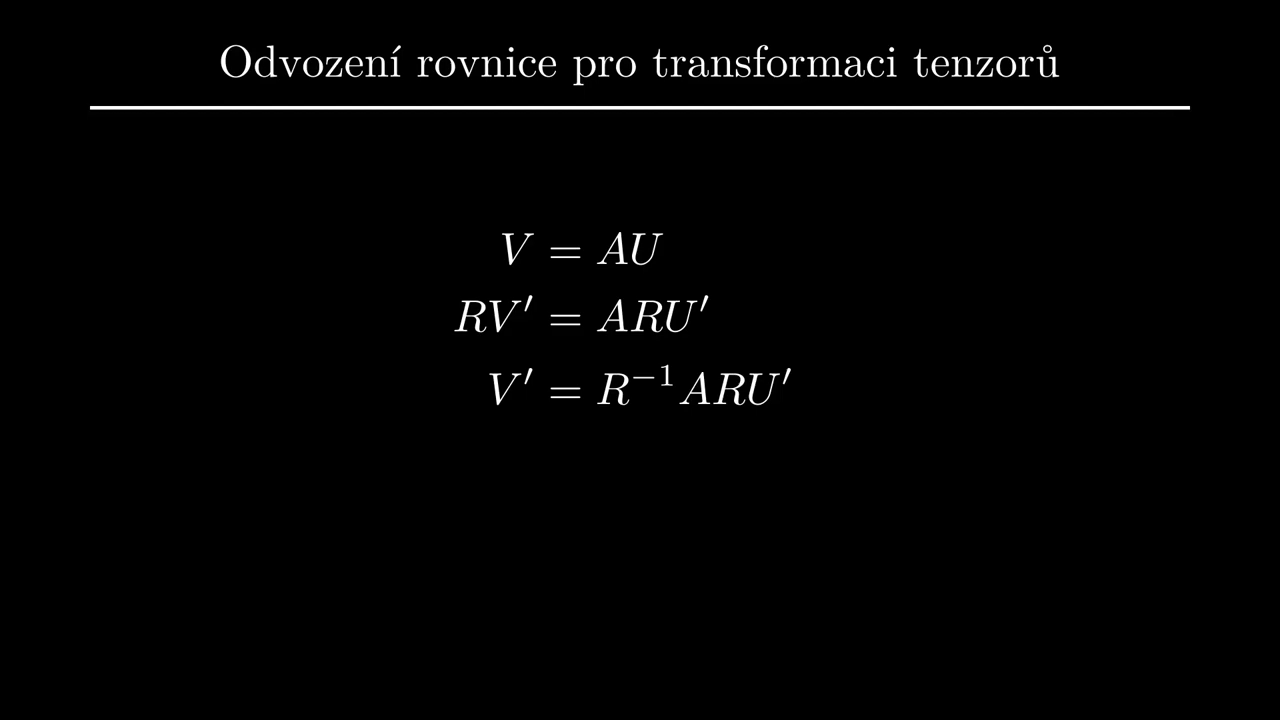 Odvození rovnice pro transformaci tenzorů
V = AU
RV′ = ARU′
V′ = R⁻¹ARU′